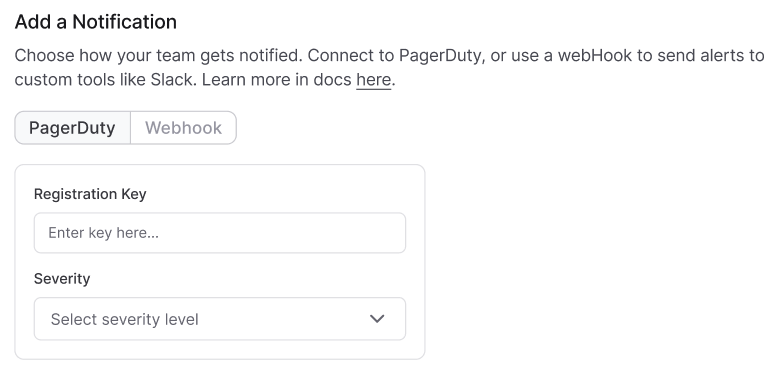 Add a Notification
Choose how your team gets notified. Connect to PagerDuty, or use a webHook to send alerts to
custom tools like Slack. Learn more in docs here.
PagerDuty
Webhook
Registration Key
Enter key here...
Severity
Select severity level